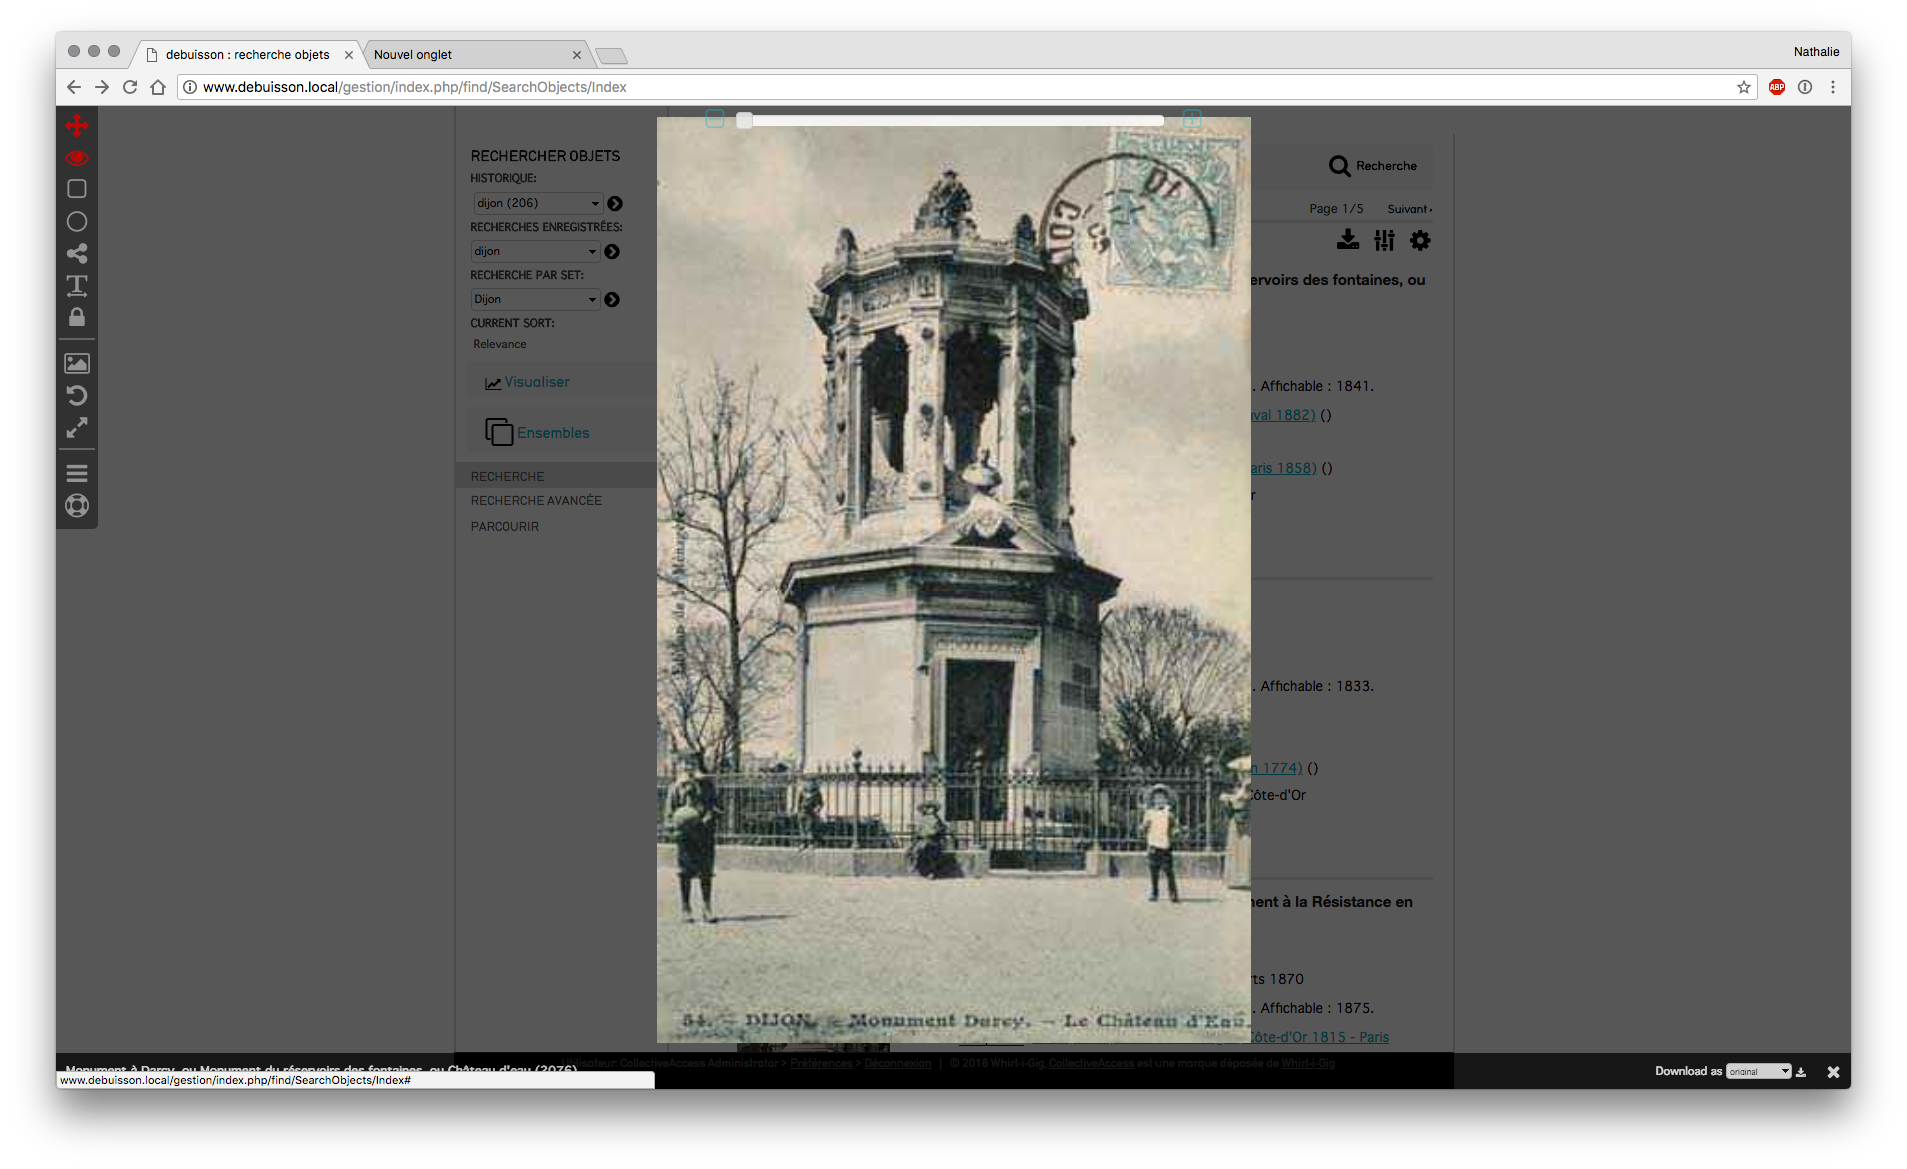 debuisson : recherche objets
Nouvel onglet
Nathalie
www.debuisson.local/gestion/index.php/find/SearchObjects/Index
ABP
RECHERCHER OBJETS
HISTORIQUE:
dijon (206)
RECHERCHES ENREGISTRÉES:
dijon
RECHERCHE PAR SET:
Dijon
CURRENT SORT:
Relevance
Visualiser
Ensembles
RECHERCHE
RECHERCHE AVANCÉE
PARCOURIR
Recherche
Page 1/5 Suivant ›
ervoirs des fontaines, ou
. Affichable : 1841.
val 1882) ()
aris 1858) ()
r
. Affichable : 1833.
n 1774) ()
Côte-d'Or
nent à la Résistance en
ts 1870
. Affichable : 1875.
Côte-d'Or 1815 - Paris
54. – DIJON. – Monument Darcy. – Le Château d'Eau.
Utilisateur: CollectiveAccess Administrator > Préférences > Déconnexion | © 2018 Whirl-i-Gig, CollectiveAccess est une marque déposée de Whirl-i-Gig
Monument à Darcy, ou Monument du réservoirs des fontaines, ou Château d'eau (2076)
www.debuisson.local/gestion/index.php/find/SearchObjects/Index#
Download as original